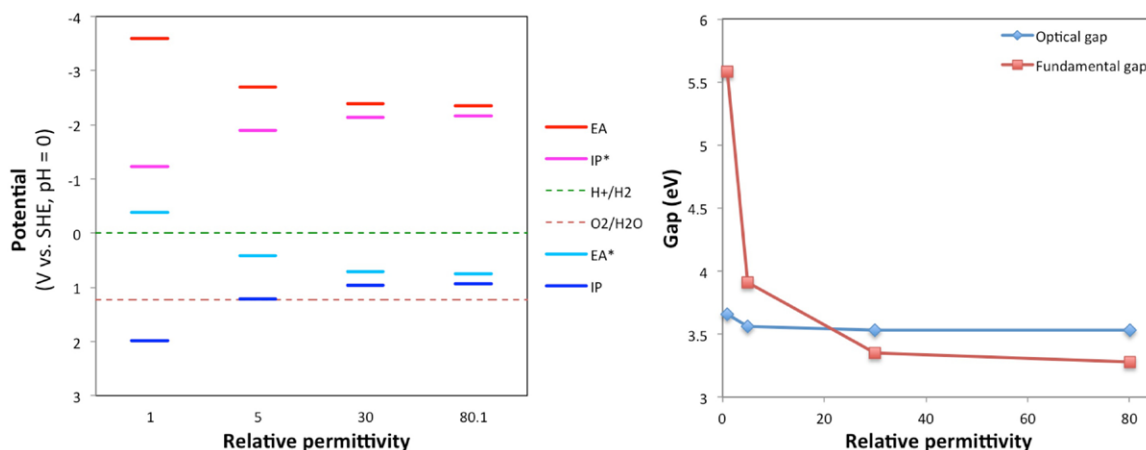 -4
-3
-2
-1
0
1
2
3
Potential
(V vs. SHE, pH = 0)
1 5 30 80.1
Relative permittivity
EA
IP*
H+/H2
O2/H2O
EA*
IP
6
5.5
5
4.5
4
3.5
3
Gap (eV)
0 20 40 60 80
Relative permittivity
Optical gap
Fundamental gap